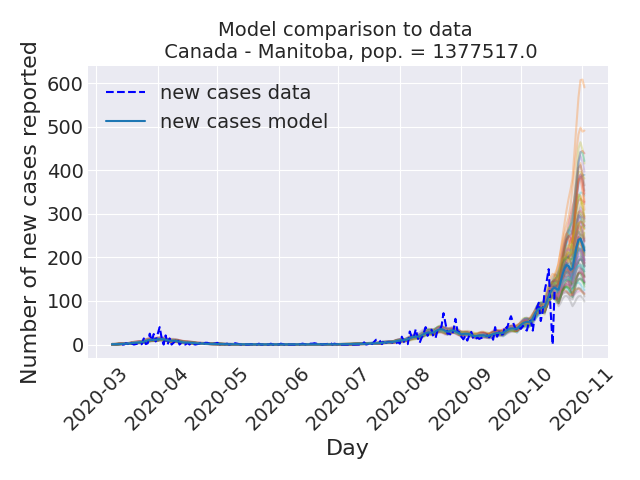 Model comparison to data
Canada - Manitoba, pop. = 1377517.0
Number of new cases reported
600
500
400
300
200
100
0
new cases data
new cases model
2020-03
2020-04
2020-05
2020-06
2020-07
2020-08
2020-09
2020-10
2020-11
Day